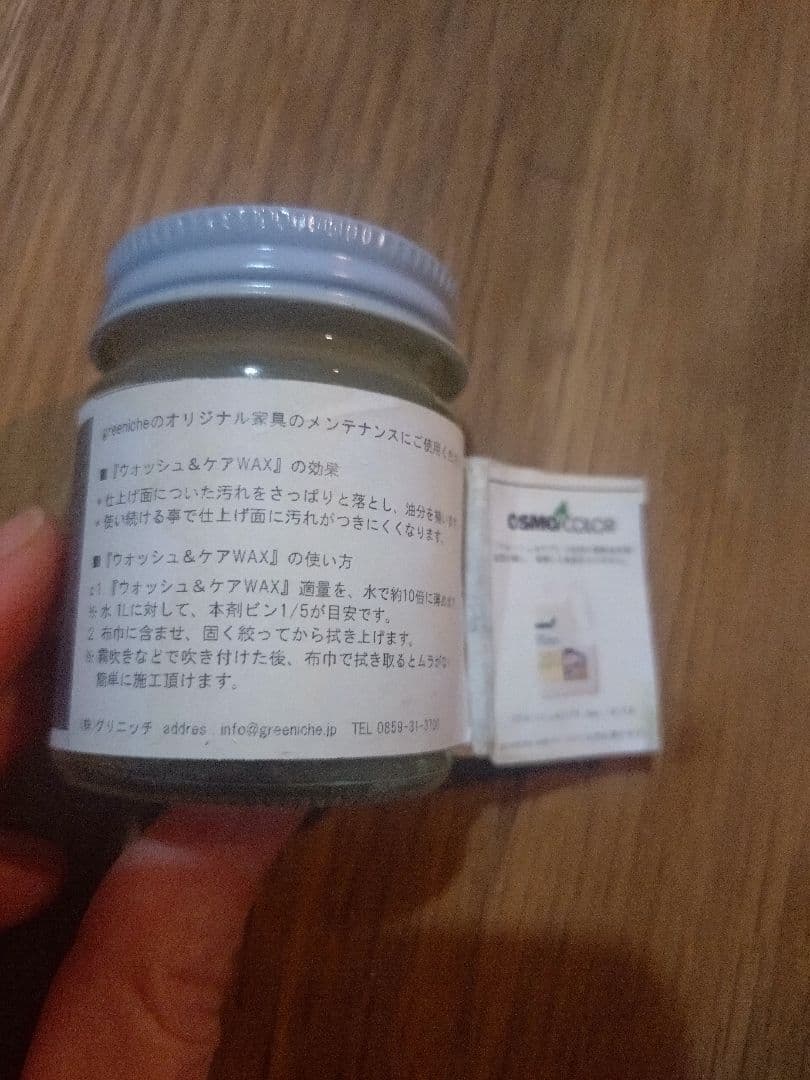 greenicheのオリジナル家具のメンテナンスにご使用くださ
■『ウォッシュ&ケアWAX』の効果
*仕上げ面についた汚れをさっぱりと落とし、油分を補います
*使い続ける事で仕上げ面に汚れがつきにくくなります。
■『ウォッシュ&ケアWAX』の使い方
1『ウォッシュ&ケアWAX』適量を、水で約10倍に薄めます
※水1Lに対して、本剤ビン1/5が目安です。
2 布巾に含ませ、固く絞ってから拭き上げます。
※霧吹きなどで吹き付けた後、布巾で拭き取るとムラがなく
簡単に施工頂けます。
㈱グリニッチ addres info@greeniche.jp TEL 0859-31-3700
OSMO COLOR